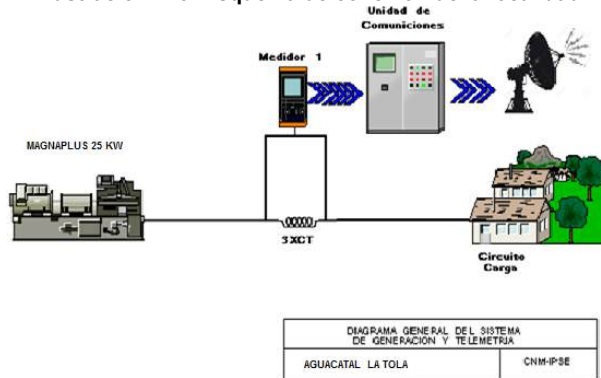 Unidad de
Comuniciones
Medidor 1
MAGNAPLUS 25 KW
3XCT
Circuito
Carga
DIAGRAMA GENERAL DEL SISTEMA
DE GENERACION Y TELEMETRIA
AGUACATAL LA TOLA
CNM-IPSE